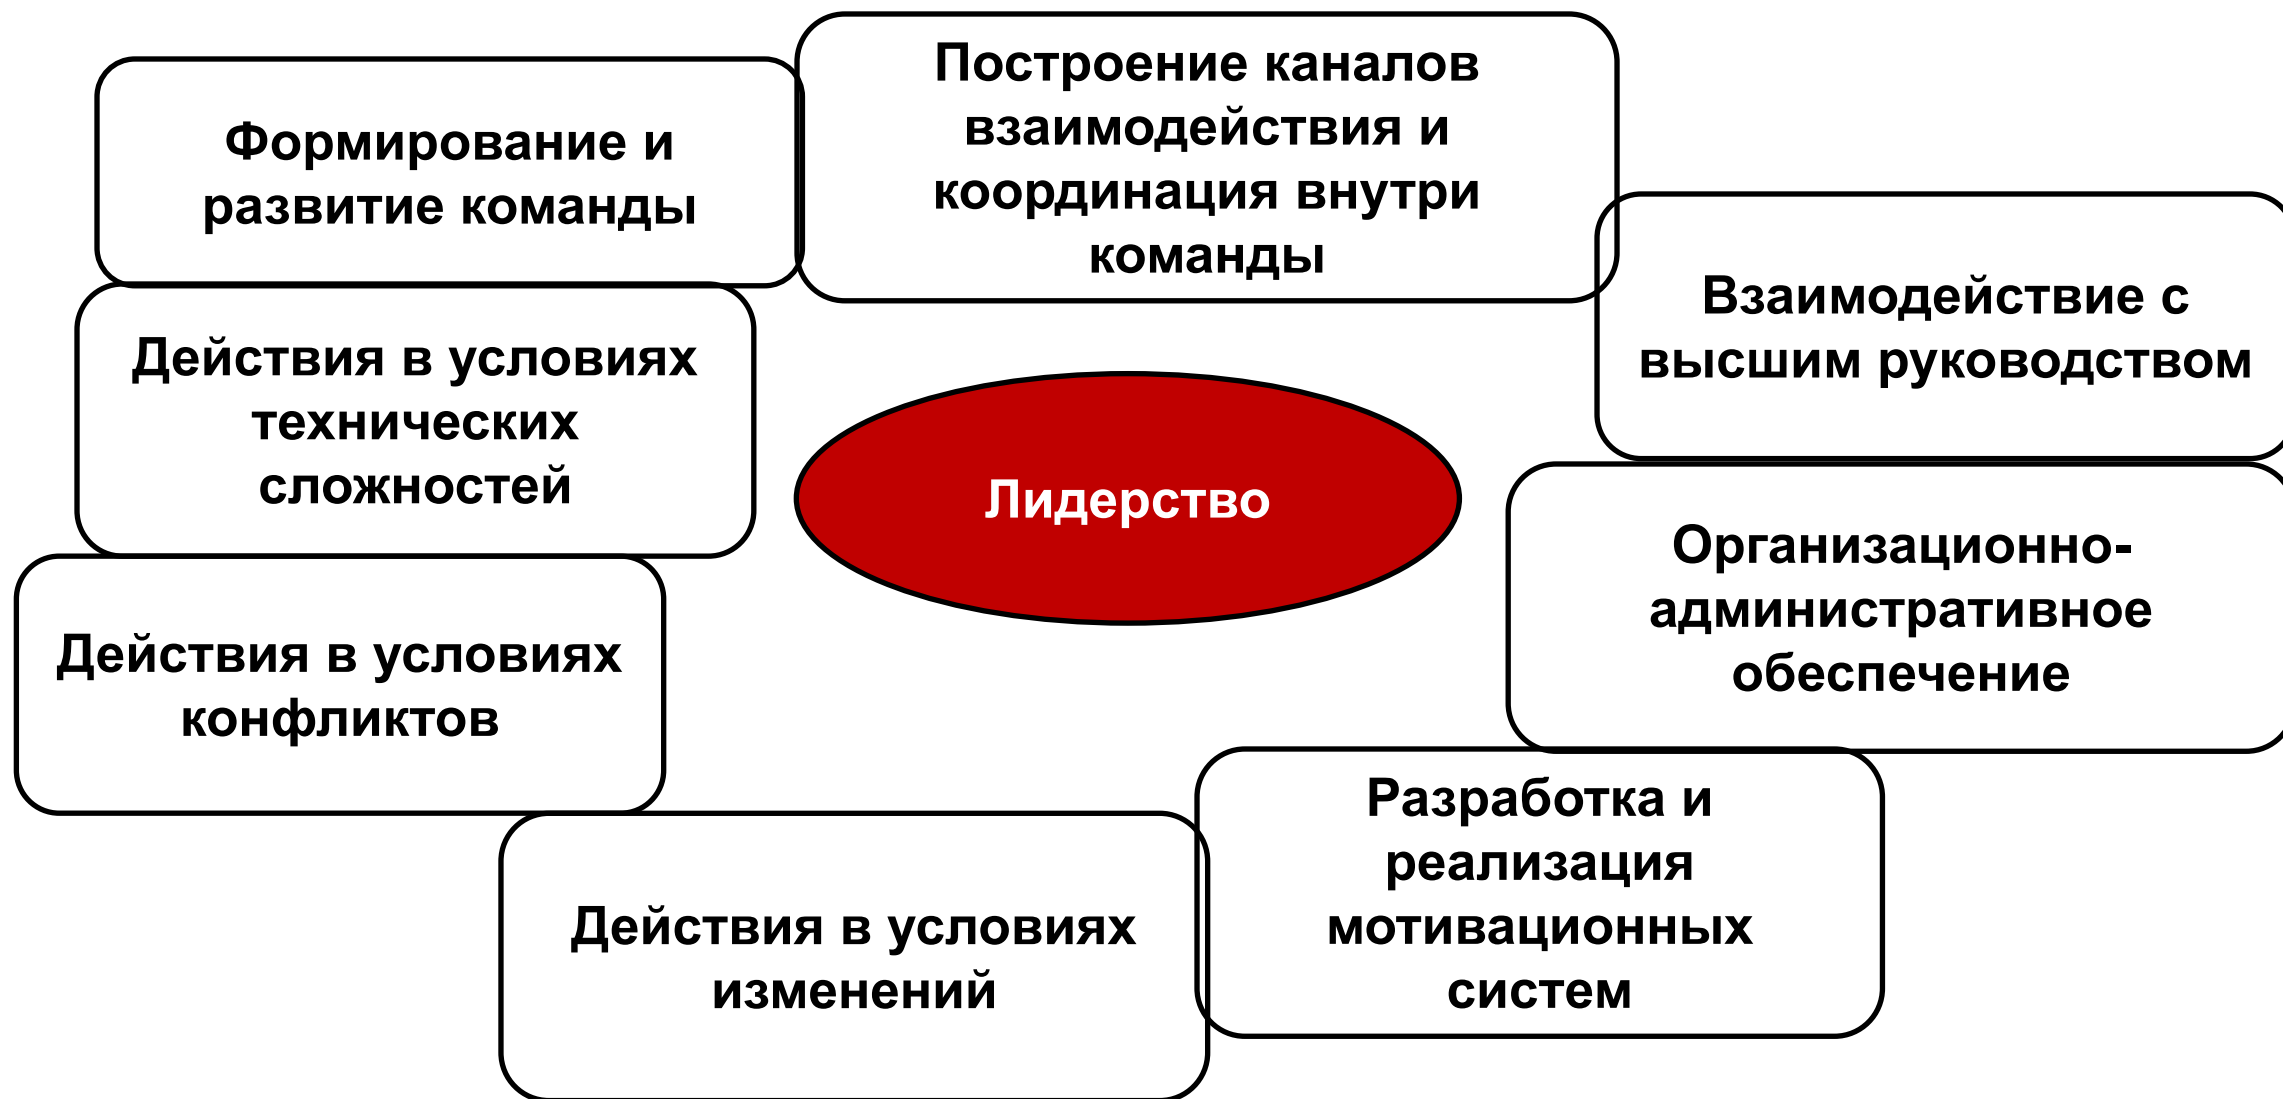 Формирование и
развитие команды
Построение каналов
взаимодействия и
координация внутри
команды
Взаимодействие с
высшим руководством
Действия в условиях
технических
сложностей
Лидерство
Организационно-
административное
обеспечение
Действия в условиях
конфликтов
Разработка и
реализация
мотивационных
систем
Действия в условиях
изменений